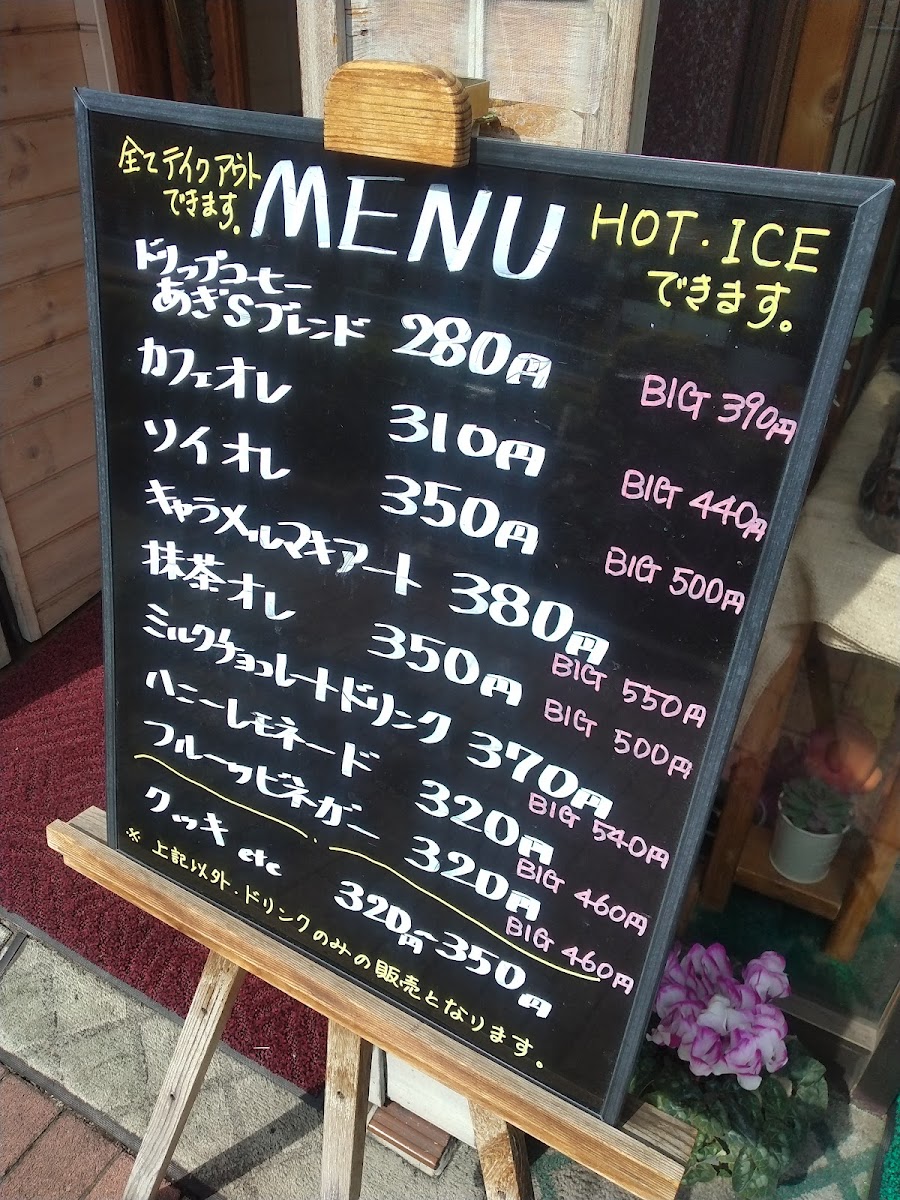 全てテイクアウト
できます。
MENU
HOT・ICE
できます。
ドリップコーヒー
あぎ'Sブレンド 280円 BIG 390円
カフェオレ 310円 BIG 440円
ソイオレ 350円 BIG 500円
キャラメルマキアート 380円 BIG 550円
抹茶オレ 350円 BIG 500円
ミルクチョコレートドリンク 370円 BIG 540円
ハニーレモネード 320円 BIG 460円
フルーツビネガー 320円 BIG 460円
クッキ etc 320円~350円
※上記以外・ドリンクのみの販売となります。